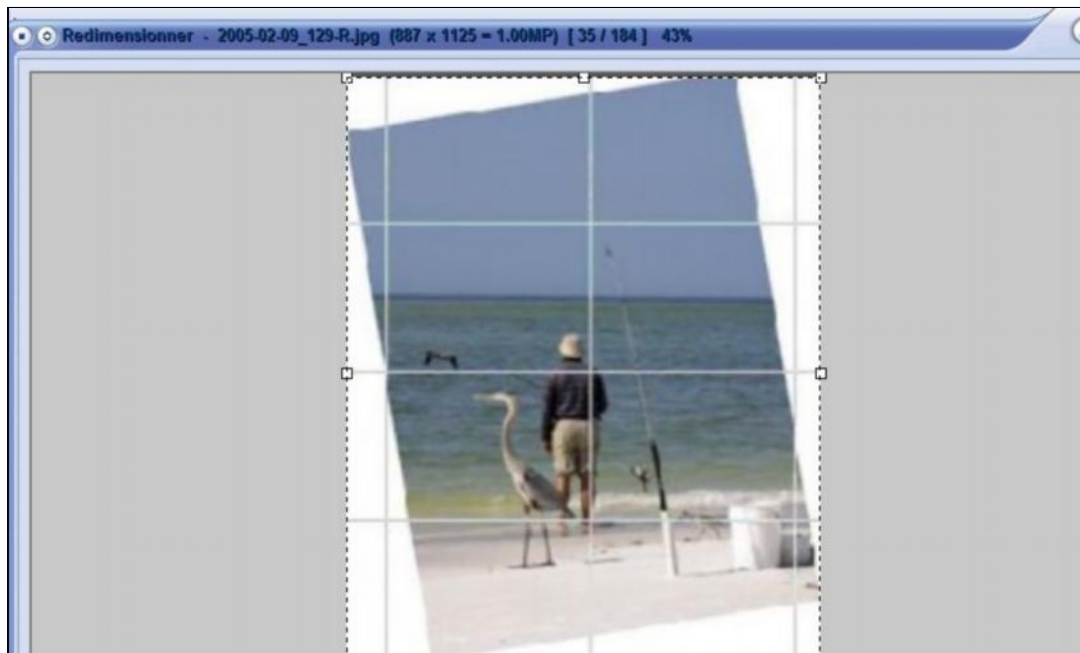 Redimensionner - 2005-02-09_129-R.jpg (887 x 1125 = 1.00MP) [ 35 / 184 ] 43%